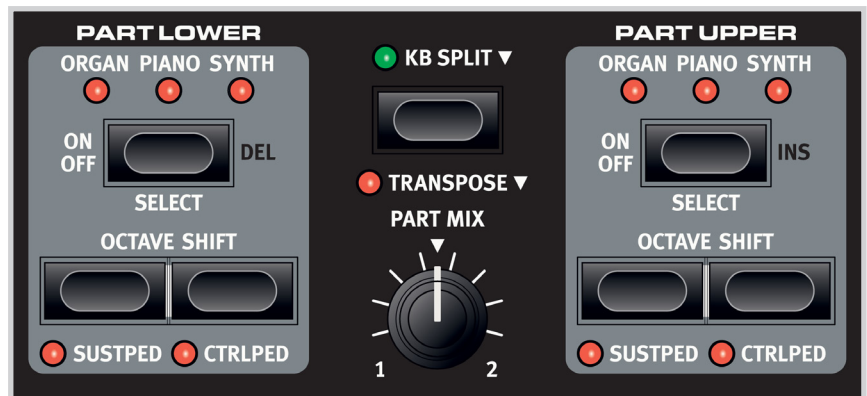 PART LOWER
ORGAN PIANO SYNTH
ON
OFF
DEL
SELECT
OCTAVE SHIFT
SUSTPED CTRLPED
KB SPLIT ▼
TRANSPOSE ▼
PART MIX
▼
1 2
PART UPPER
ORGAN PIANO SYNTH
ON
OFF
INS
SELECT
OCTAVE SHIFT
SUSTPED CTRLPED